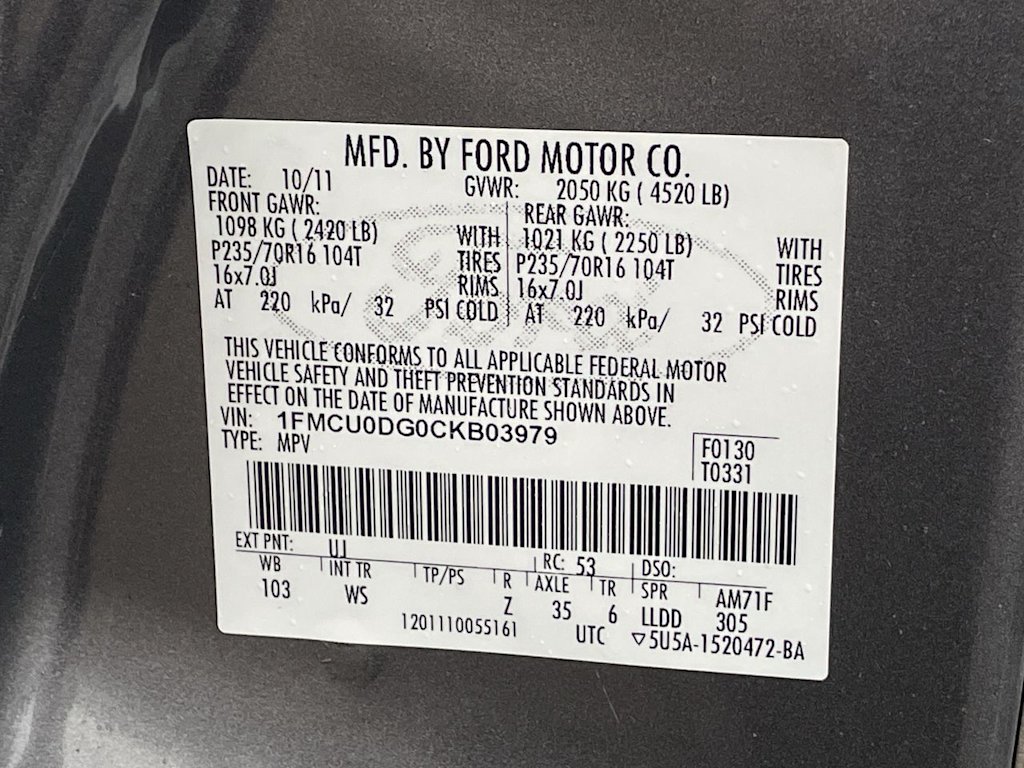 MFD. BY FORD MOTOR CO.
DATE: 10/11 GVWR: 2050 KG ( 4520 LB)
FRONT GAWR: REAR GAWR:
1098 KG ( 2420 LB) WITH 1021 KG ( 2250 LB) WITH
P235/70R16 104T TIRES P235/70R16 104T TIRES
16x7.0J RIMS 16x7.0J RIMS
AT 220 kPa/ 32 PSI COLD AT 220 kPa/ 32 PSI COLD
THIS VEHICLE CONFORMS TO ALL APPLICABLE FEDERAL MOTOR
VEHICLE SAFETY AND THEFT PREVENTION STANDARDS IN
EFFECT ON THE DATE OF MANUFACTURE SHOWN ABOVE.
VIN: 1FMCU0DG0CKB03979
TYPE: MPV
F0130
T0331
EXT PNT: UJ RC: 53 DSO:
WB INT TR TP/PS R AXLE TR SPR AM71F
103 WS Z 35 6 LLDD 305
1201110055161 UTC ▽5U5A-1520472-BA